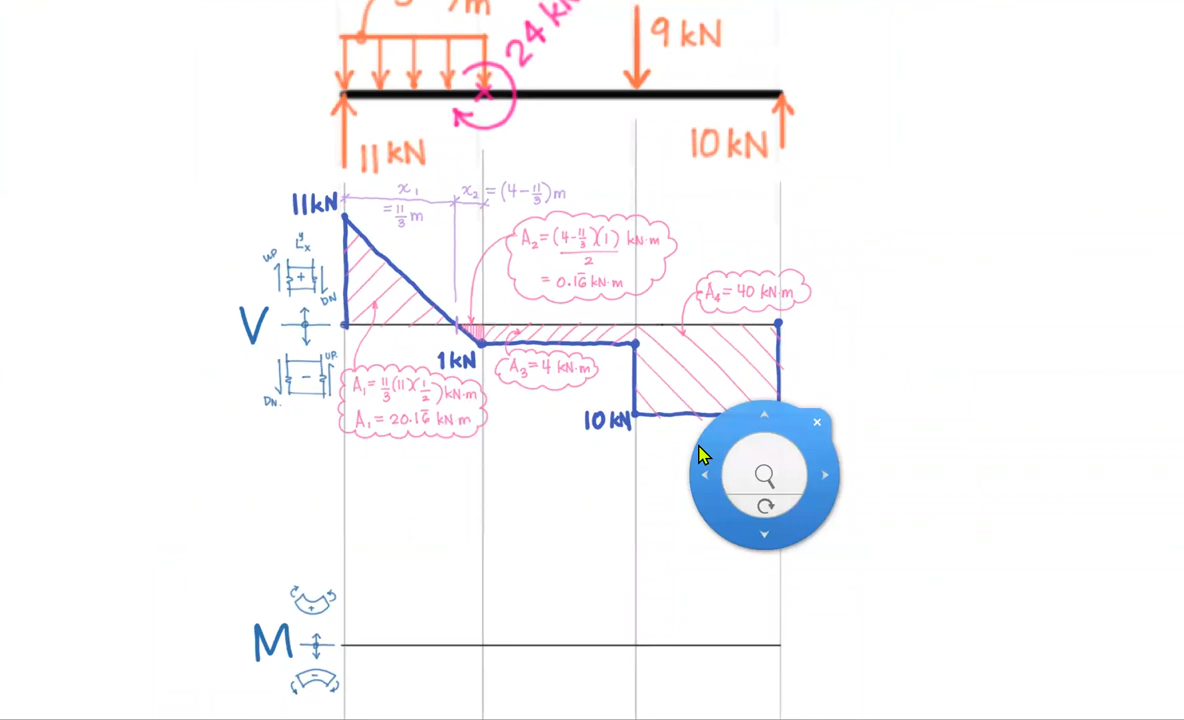 /m
24 kN
9 kN
11 kN
10 kN
x₁
= 11/3 m
x₂ = (4-11/3)m
11kN
y
x
UP
+
DN
V
UP.
-
DN.
A₂ = (4-11/3)(1) kN·m
2
= 0.16̅ kN·m
A₄ = 40 kN·m
1 kN
A₃ = 4 kN·m
A₁ = 11/3 (11)(1/2) kN·m
A₁ = 20.16̅ kN m
10 kN
+
M
-